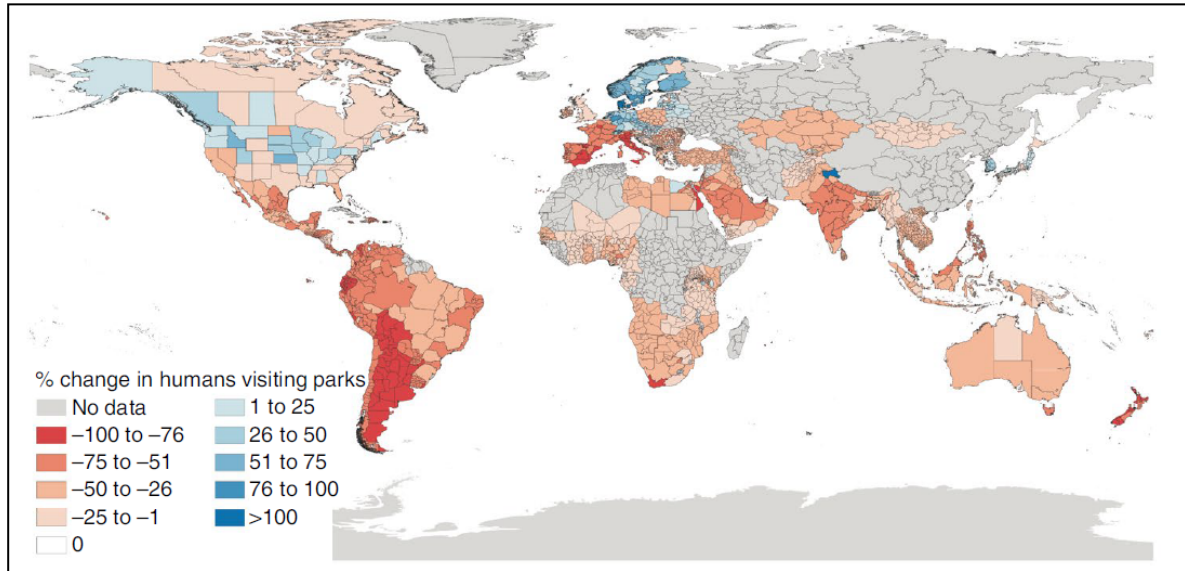 % change in humans visiting parks
No data
–100 to –76
–75 to –51
–50 to –26
–25 to –1
0
1 to 25
26 to 50
51 to 75
76 to 100
>100